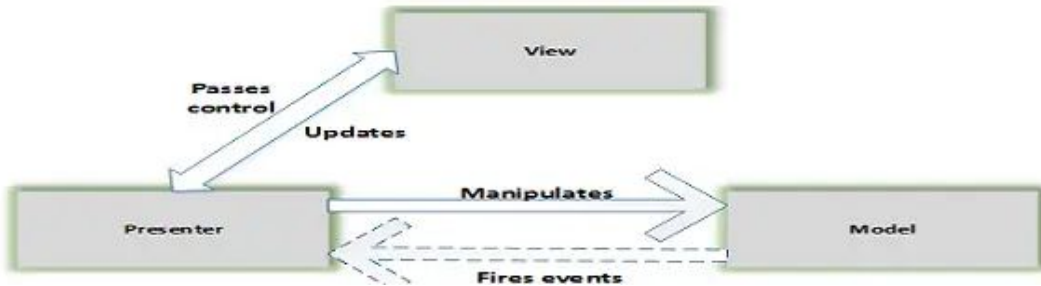 View
Passes
control
Updates
Manipulates
Presenter
Model
Fires events